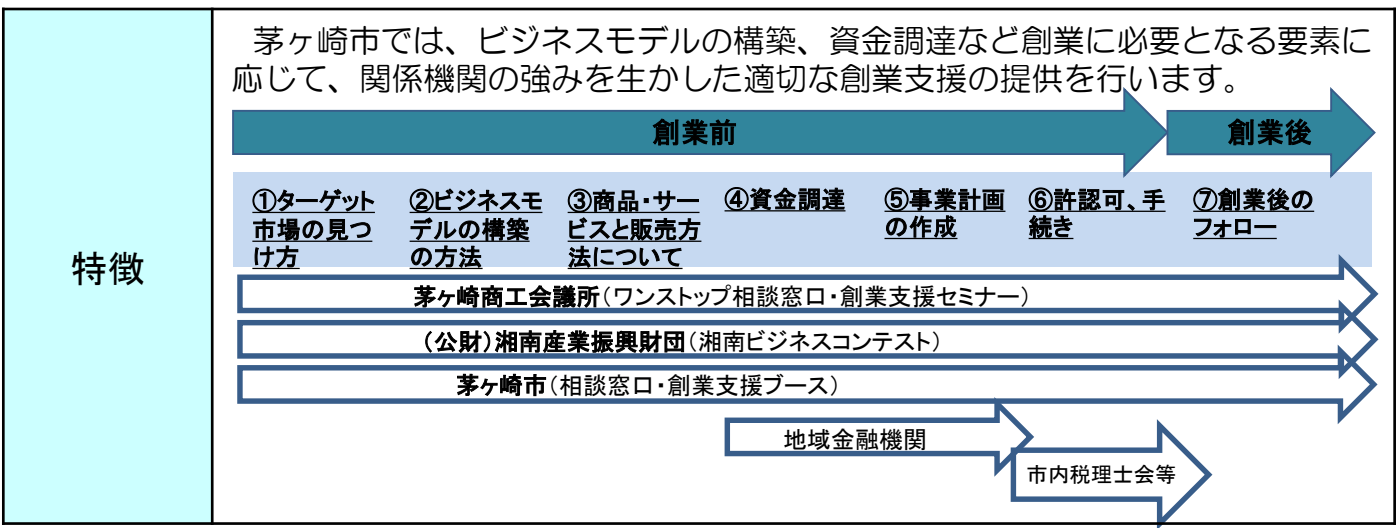 特徴
茅ヶ崎市では、ビジネスモデルの構築、資金調達など創業に必要となる要素に
応じて、関係機関の強みを生かした適切な創業支援の提供を行います。
創業前
創業後
①ターゲット
市場の見つ
け方
②ビジネスモ
デルの構築
の方法
③商品・サー
ビスと販売方
法について
④資金調達
⑤事業計画
の作成
⑥許認可、手
続き
⑦創業後の
フォロー
茅ヶ崎商工会議所（ワンストップ相談窓口・創業支援セミナー）
（公財）湘南産業振興財団（湘南ビジネスコンテスト）
茅ヶ崎市（相談窓口・創業支援ブース）
地域金融機関
市内税理士会等